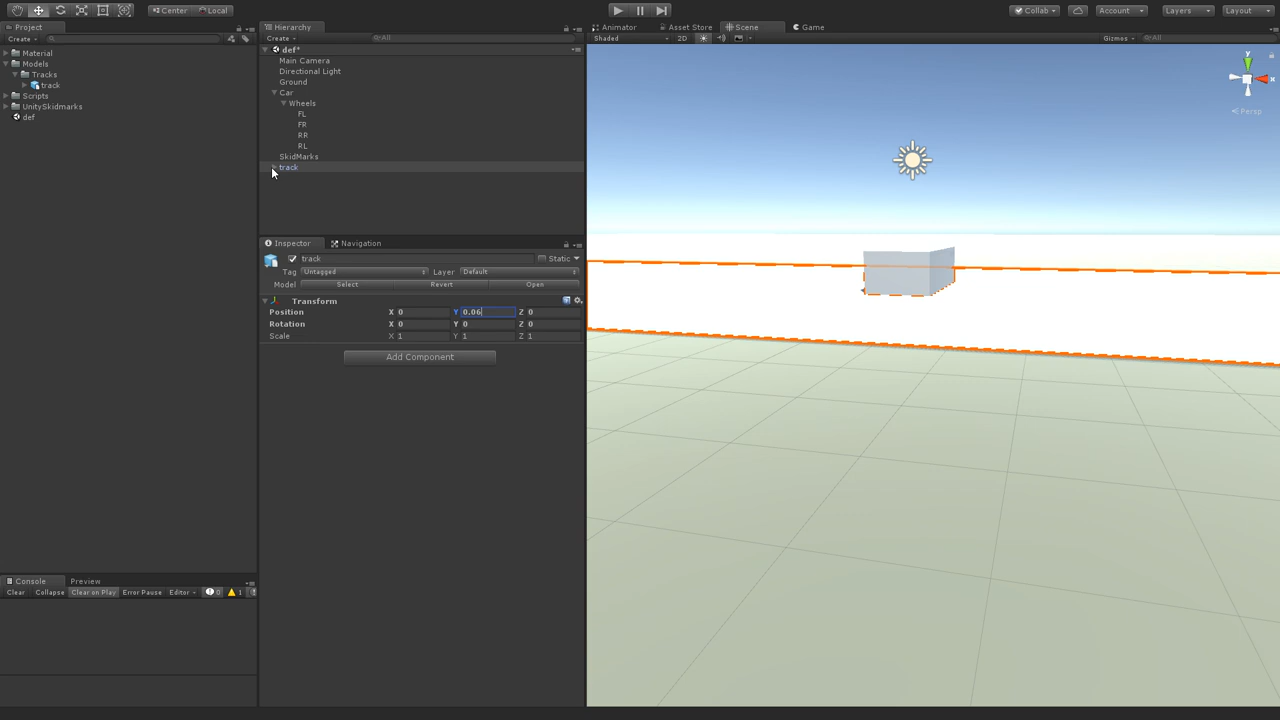 Center Local Collab Account Layers Layout
Project
Create
Material
Models
Tracks
track
Scripts
UnitySkidmarks
def
Hierarchy
Create All
def*
Main Camera
Directional Light
Ground
Car
Wheels
FL
FR
RR
RL
SkidMarks
track
Inspector Navigation
track Static
Tag Untagged Layer Default
Model Select Revert Open
Transform
Position X 0 Y 0.06 Z 0
Rotation X 0 Y 0 Z 0
Scale X 1 Y 1 Z 1
Add Component
Console Preview
Clear Collapse Clear on Play Error Pause Editor 0 1
Animator Asset Store Scene Game
Shaded 2D Gizmos All
y
x
Persp